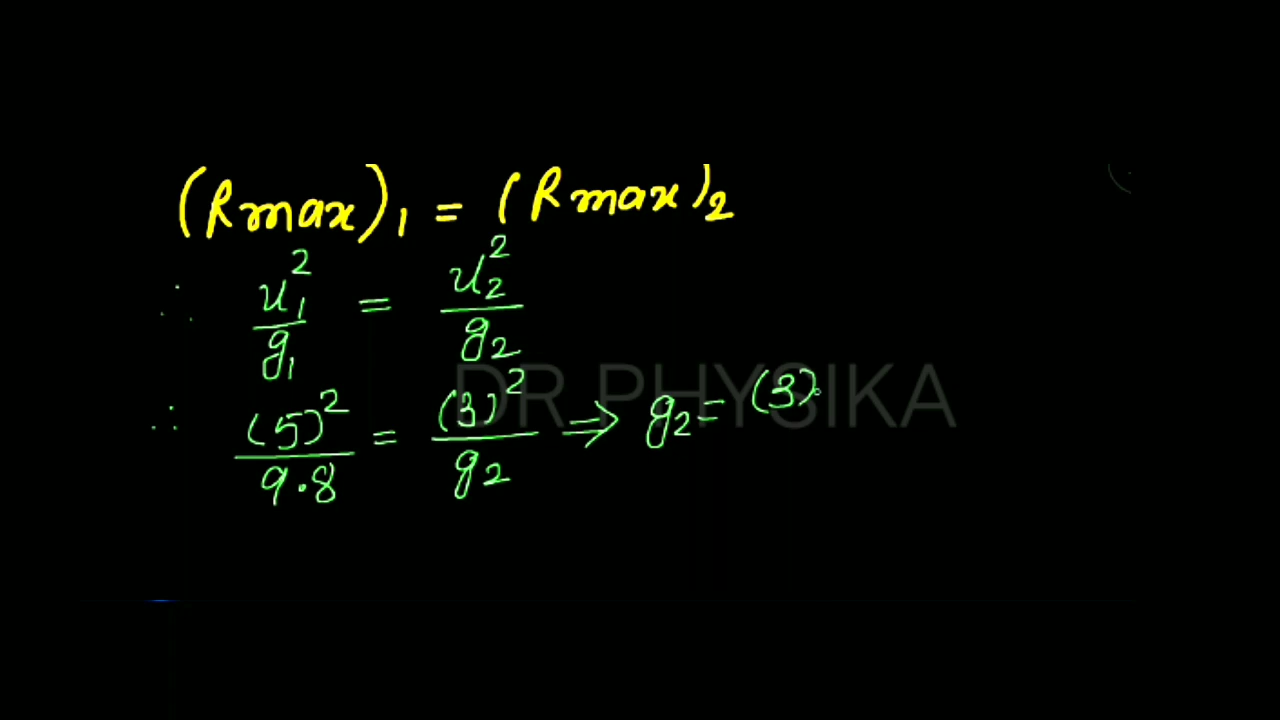 (Rmax)₁ = (Rmax)₂
∴ u₁²/g₁ = u₂²/g₂
DR.PHYSIKA
∴ (5)²/9.8 = (3)²/g₂ ⇒ g₂ = (3)